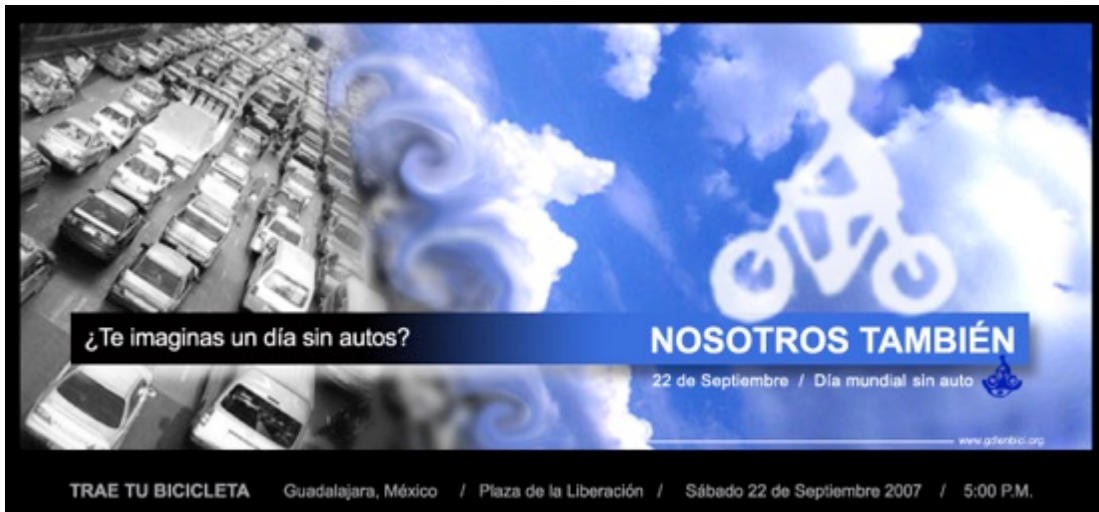 ¿Te imaginas un día sin autos?
NOSOTROS TAMBIÉN
22 de Septiembre / Día mundial sin auto
www.gdlenbici.org
TRAE TU BICICLETA Guadalajara, México / Plaza de la Liberación / Sábado 22 de Septiembre 2007 / 5:00 P.M.